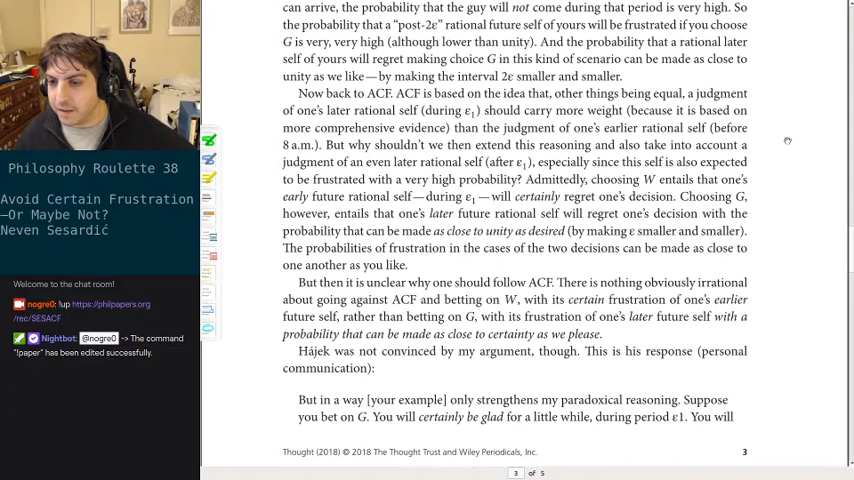 can arrive, the probability that the guy will not come during that period is very high. So
the probability that a “post-2ε” rational future self of yours will be frustrated if you choose
G is very, very high (although lower than unity). And the probability that a rational later
self of yours will regret making choice G in this kind of scenario can be made as close to
unity as we like—by making the interval 2ε smaller and smaller.
Now back to ACF. ACF is based on the idea that, other things being equal, a judgment
of one’s later rational self (during ε1) should carry more weight (because it is based on
more comprehensive evidence) than the judgment of one’s earlier rational self (before
8 a.m.). But why shouldn’t we then extend this reasoning and also take into account a
judgment of an even later rational self (after ε1), especially since this self is also expected
to be frustrated with a very high probability? Admittedly, choosing W entails that one’s
early future rational self—during ε1—will certainly regret one’s decision. Choosing G,
however, entails that one’s later future rational self will regret one’s decision with the
probability that can be made as close to unity as desired (by making ε smaller and smaller).
The probabilities of frustration in the cases of the two decisions can be made as close to
one another as you like.
But then it is unclear why one should follow ACF. There is nothing obviously irrational
about going against ACF and betting on W, with its certain frustration of one’s earlier
future self, rather than betting on G, with its frustration of one’s later future self with a
probability that can be made as close to certainty as we please.
Hájek was not convinced by my argument, though. This is his response (personal
communication):
But in a way [your example] only strengthens my paradoxical reasoning. Suppose
you bet on G. You will certainly be glad for a little while, during period ε1. You will
Thought (2018) © 2018 The Thought Trust and Wiley Periodicals, Inc.
3
3 of 5
Philosophy Roulette 38
Avoid Certain Frustration
—Or Maybe Not?
Neven Sesardić
Welcome to the chat room!
nogre0: !up https://philpapers.org
/rec/SESACF
Nightbot: @nogre0 -> The command
"!paper" has been edited successfully.